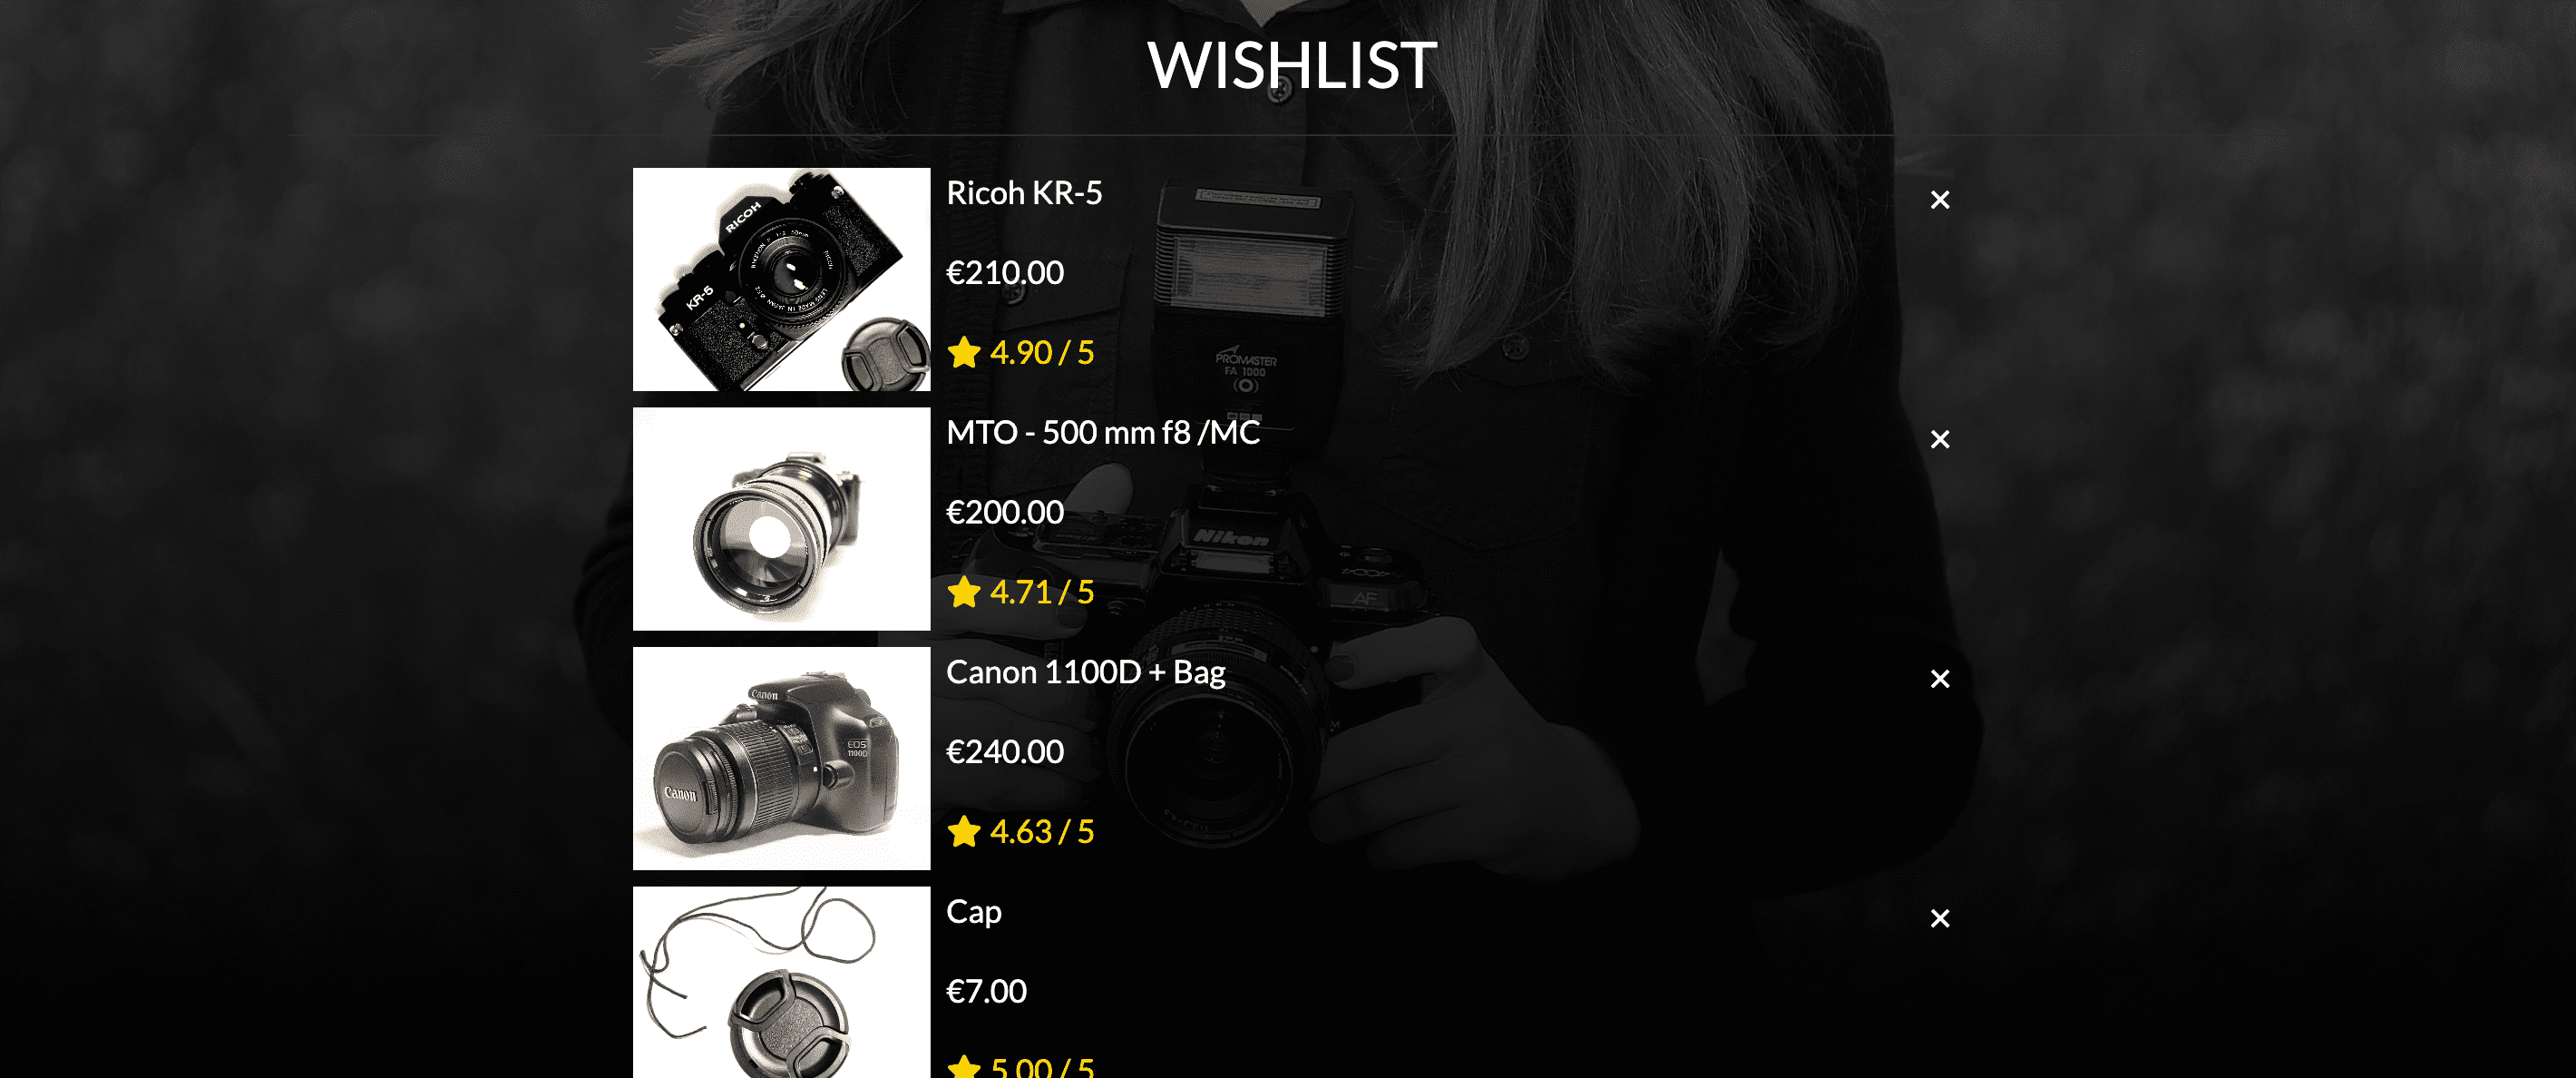 WISHLIST
RICOH
KR-5
Ricoh KR-5
€210.00
4.90 / 5
PROMASTER
FA 1000
MTO - 500 mm f8 /MC
€200.00
Nikon
AF
4.71 / 5
Canon
EOS
1100D
Canon
Canon 1100D + Bag
€240.00
4.63 / 5
Cap
€7.00
5.00 / 5